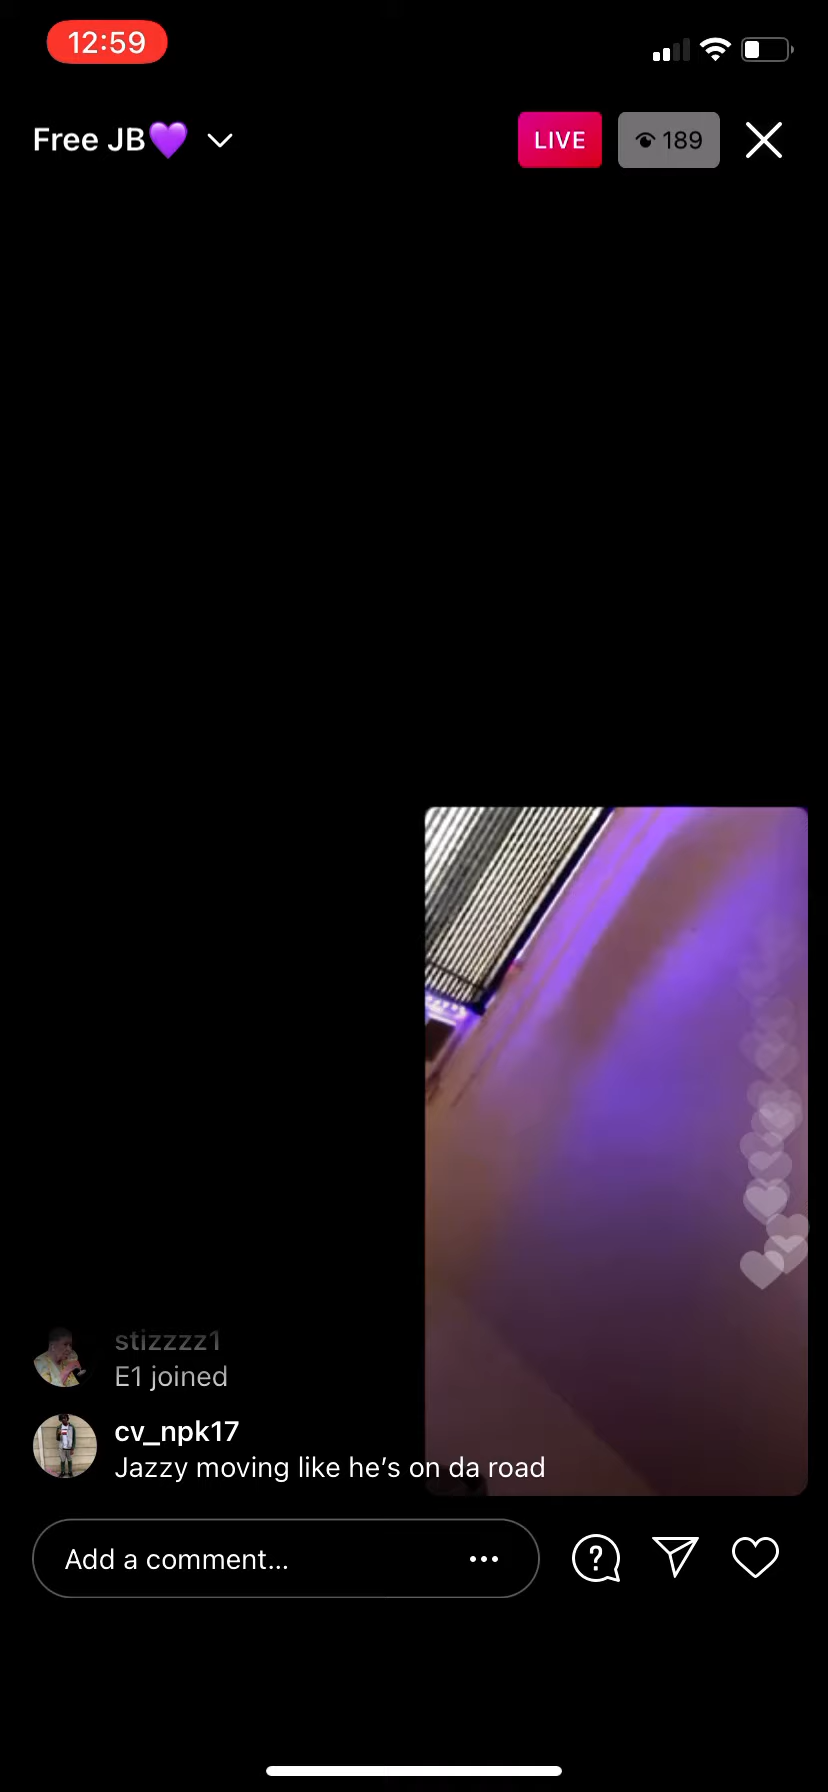 12:59
Free JB💜
LIVE
189
stizzzz1
E1 joined
cv_npk17
Jazzy moving like he’s on da road
Add a comment...